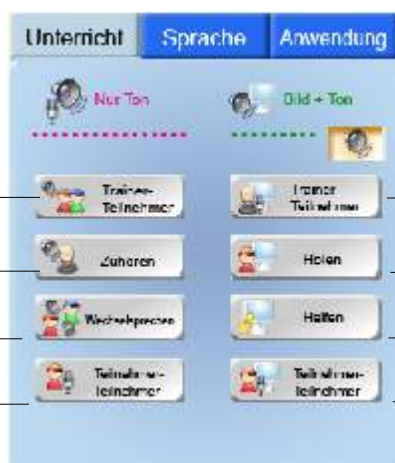 Unterricht Sprache Anwendung
Nur Ton Bild + Ton
Trainer-
Teilnehmer
Trainer
Teilnehmer
Zuhören Holen
Wechselsprechen Helfen
Teilnehmer-
Teilnehmer
Teilnehmer-
Teilnehmer